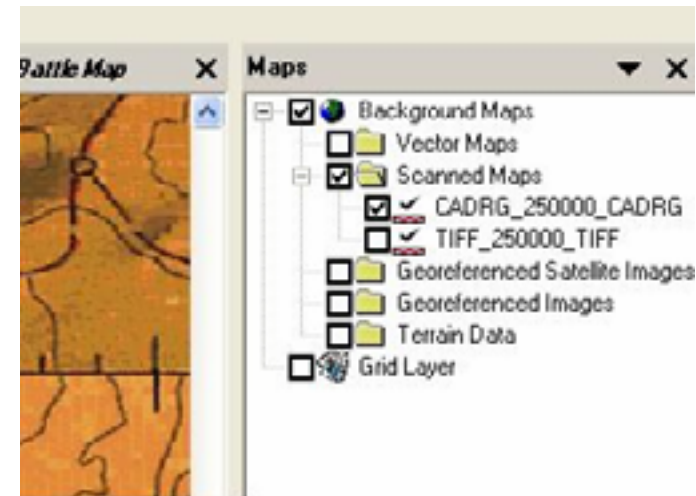 Battle Map
Maps
Background Maps
Vector Maps
Scanned Maps
CADRG_250000_CADRG
TIFF_250000_TIFF
Georeferenced Satellite Images
Georeferenced Images
Terrain Data
Grid Layer